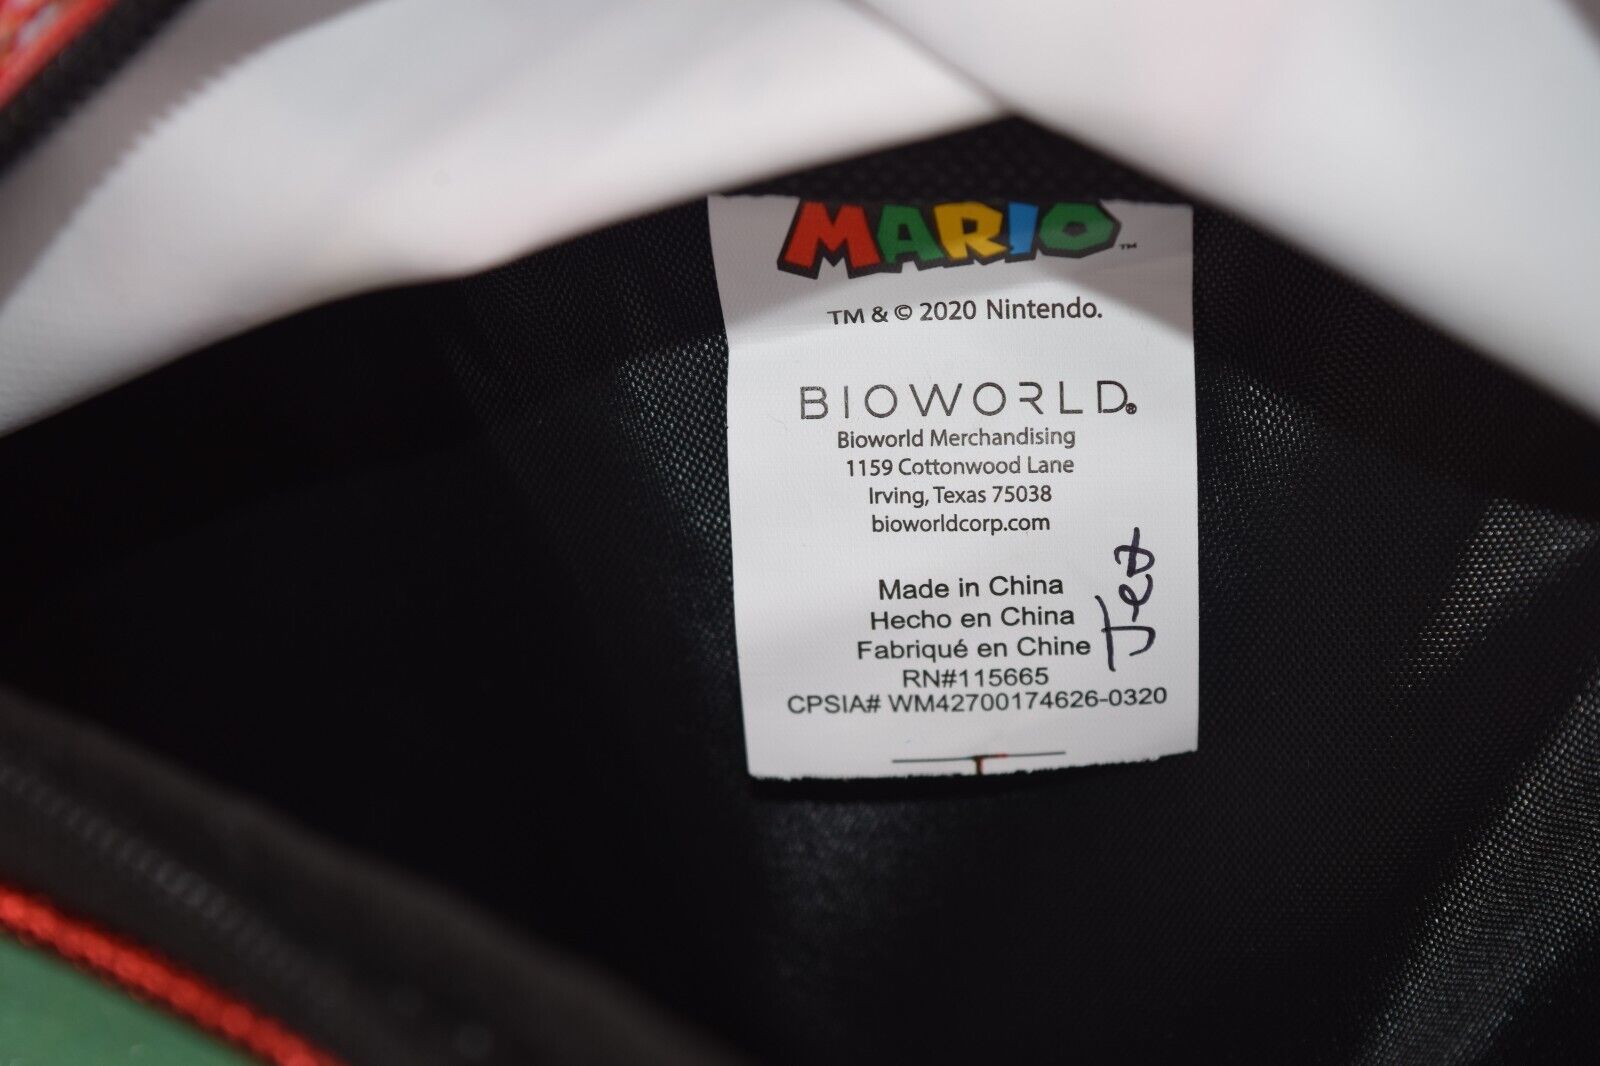 MARIO™
TM & © 2020 Nintendo.
BIOWORLD®
Bioworld Merchandising
1159 Cottonwood Lane
Irving, Texas 75038
bioworldcorp.com
Made in China
Hecho en China
Fabriqué en Chine
RN#115665
CPSIA# WM42700174626-0320